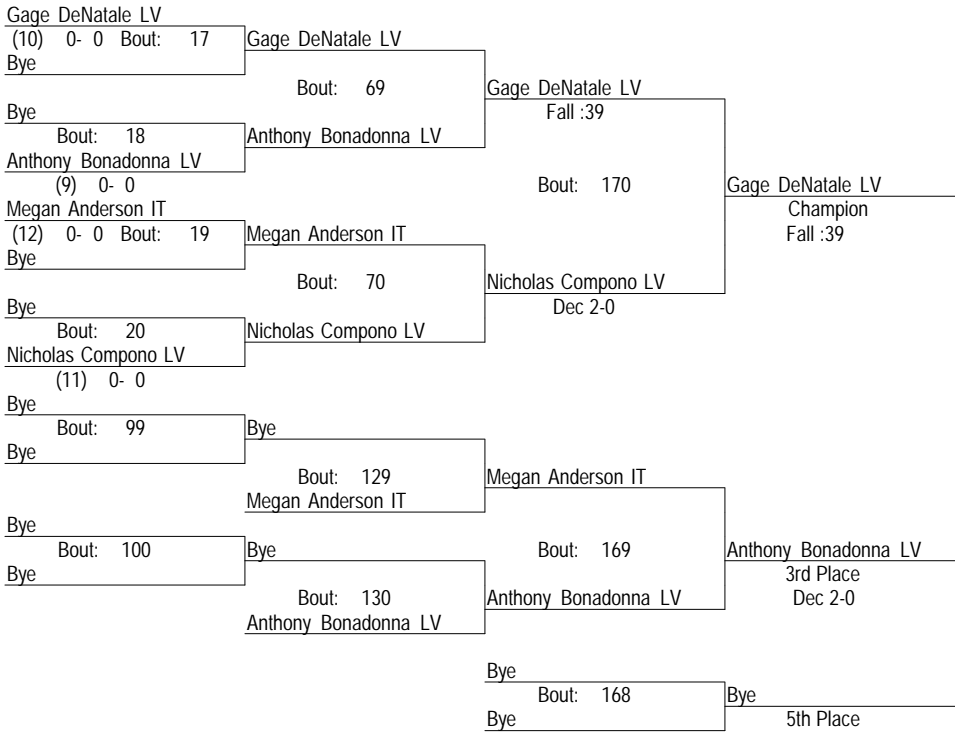 Gage DeNatale LV
(10) 0- 0 Bout: 17 Gage DeNatale LV
Bye
Bout: 69 Gage DeNatale LV
Bye Fall :39
Bout: 18 Anthony Bonadonna LV
Anthony Bonadonna LV
(9) 0- 0 Bout: 170 Gage DeNatale LV
Megan Anderson IT Champion
(12) 0- 0 Bout: 19 Megan Anderson IT Fall :39
Bye
Bout: 70 Nicholas Compono LV
Bye Dec 2-0
Bout: 20 Nicholas Compono LV
Nicholas Compono LV
(11) 0- 0
Bye
Bout: 99 Bye
Bye
Bout: 129 Megan Anderson IT
Megan Anderson IT
Bye
Bout: 100 Bye Bout: 169 Anthony Bonadonna LV
Bye 3rd Place
Bout: 130 Anthony Bonadonna LV Dec 2-0
Anthony Bonadonna LV
Bye
Bout: 168 Bye
Bye 5th Place